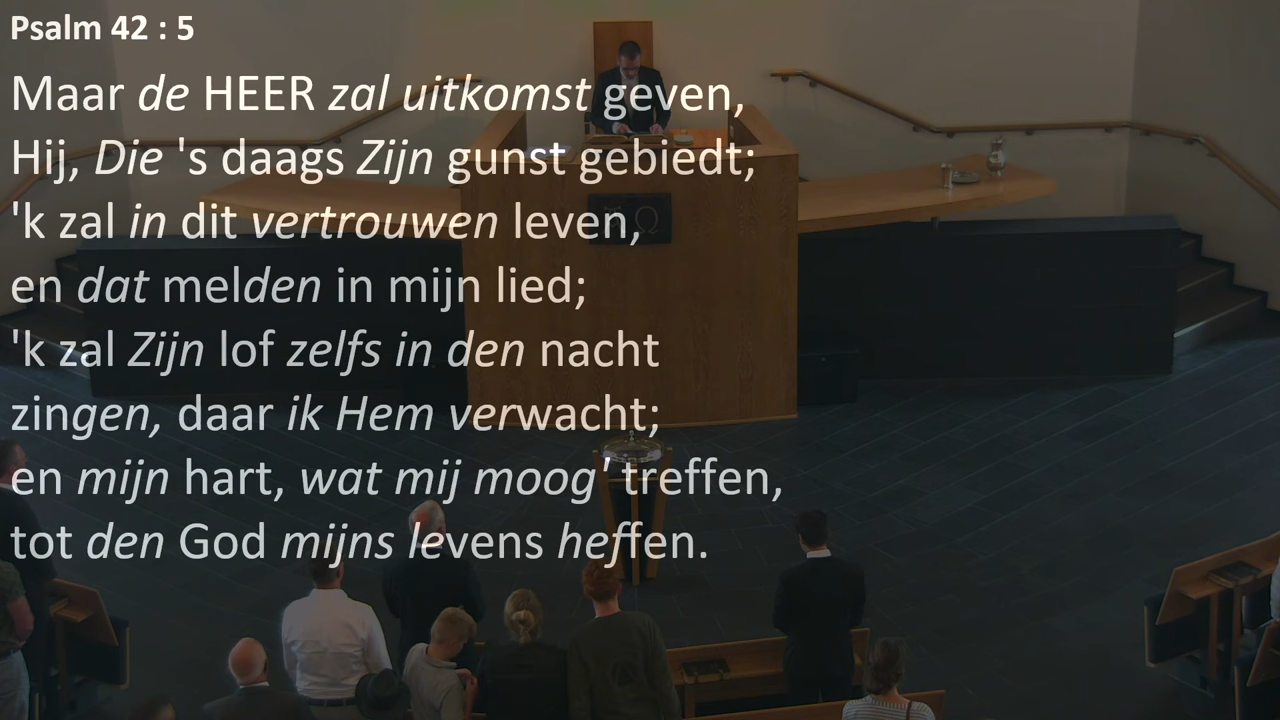 Psalm 42 : 5
Maar de HEER zal uitkomst geven,
Hij, Die 's daags Zijn gunst gebiedt;
'k zal in dit vertrouwen leven,
en dat melden in mijn lied;
'k zal Zijn lof zelfs in den nacht
zingen, daar ik Hem verwacht;
en mijn hart, wat mij moog' treffen,
tot den God mijns levens heffen.